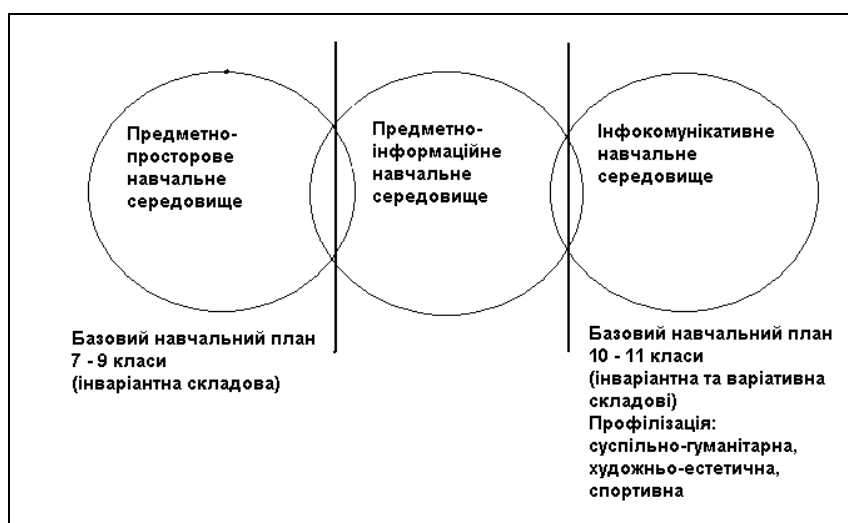 Предметно-
просторове
навчальне
середовище
Предметно-
інформаційне
навчальне
середовище
Інфокомунікативне
навчальне
середовище
Базовий навчальний план
7 - 9 класи
(інваріантна складова)
Базовий навчальний план
10 - 11 класи
(інваріантна та варіативна
складові)
Профілізація:
суспільно-гуманітарна,
художньо-естетична,
спортивна